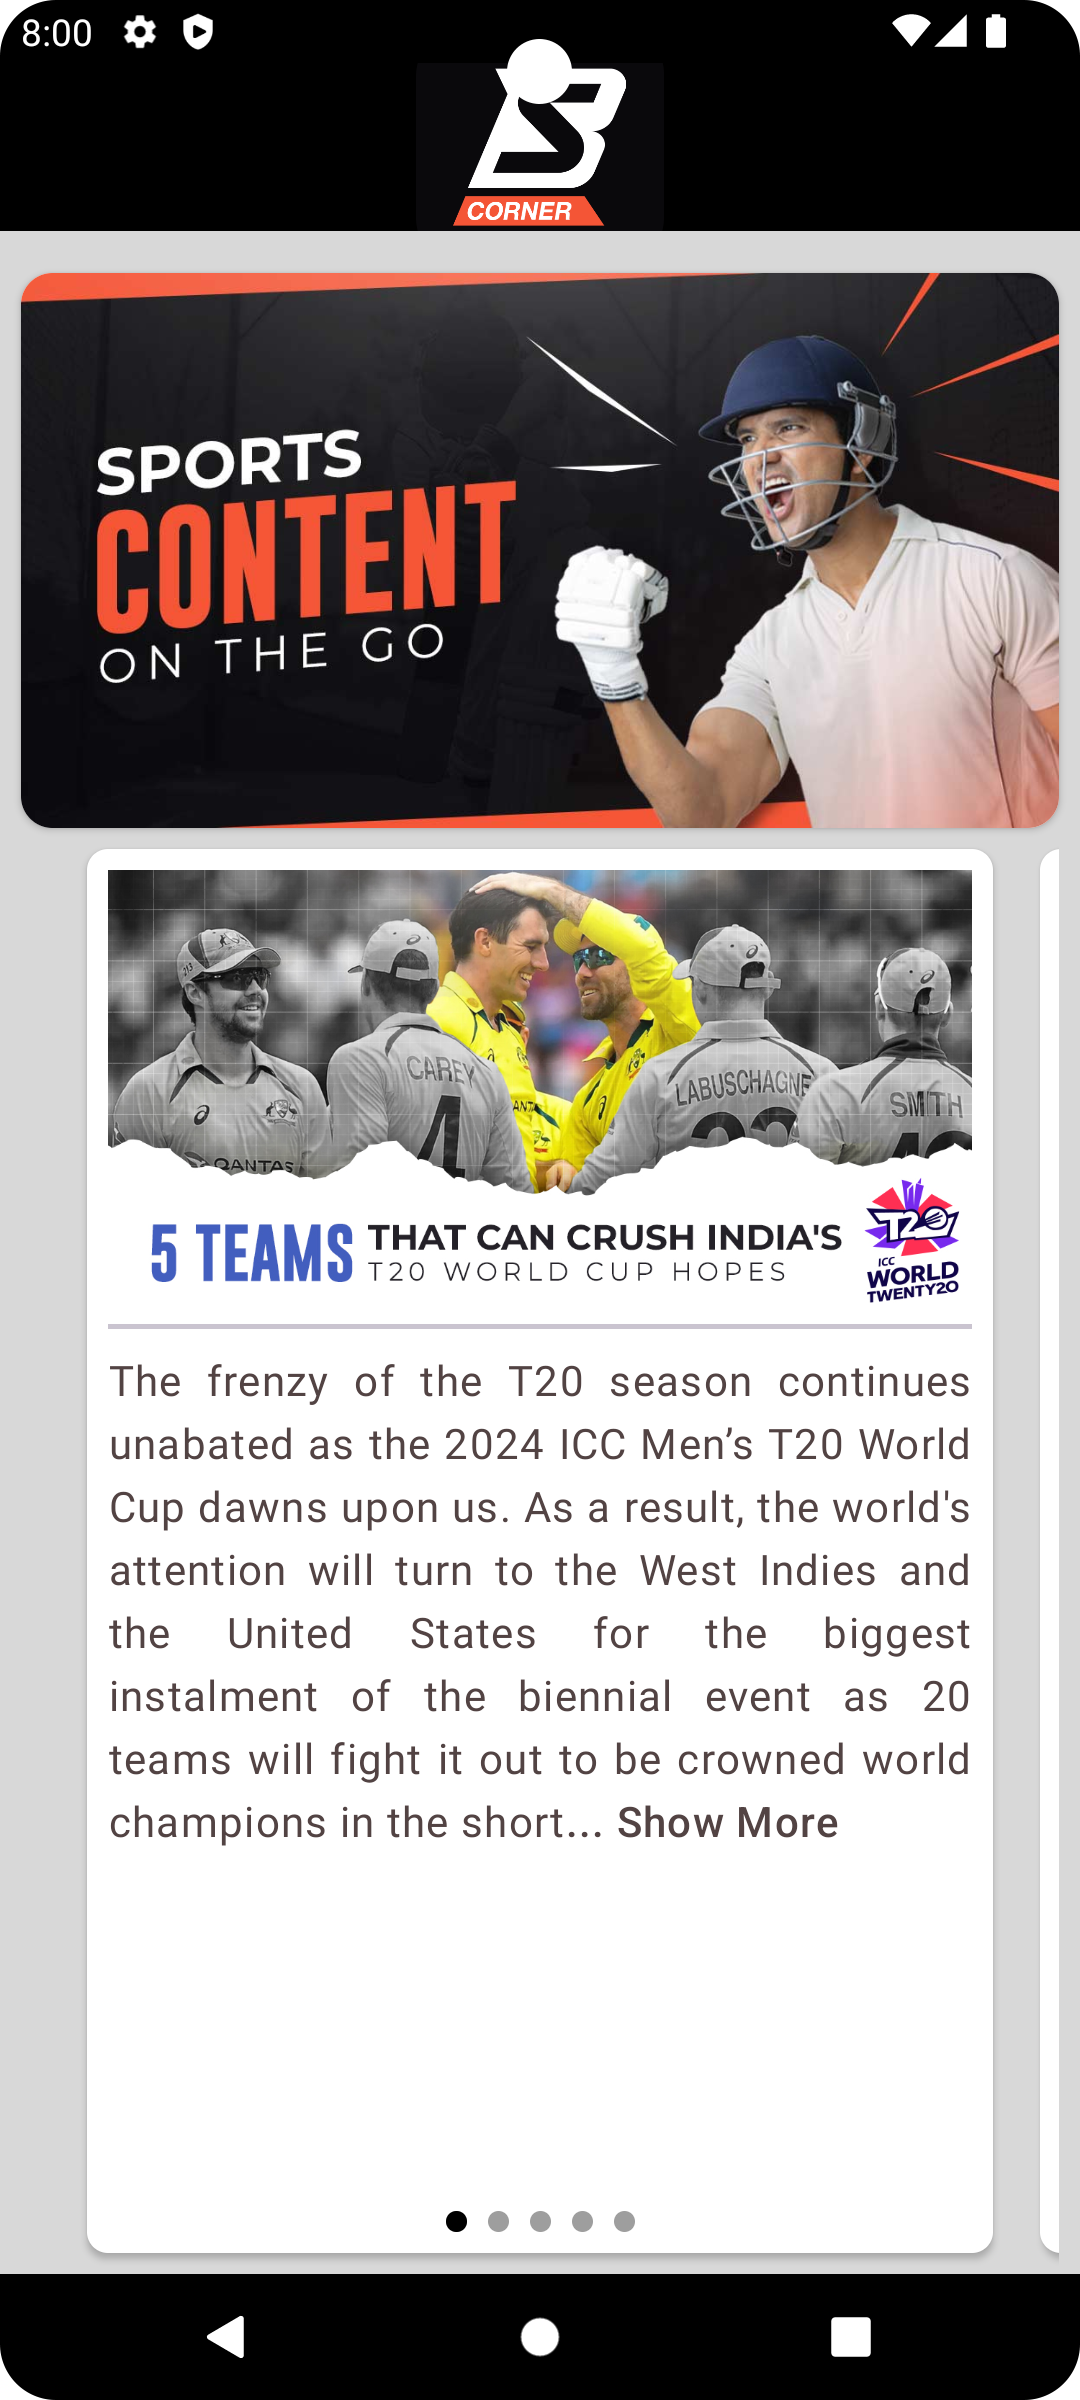 8:00
SB
CORNER
SPORTS
CONTENT
ON THE GO
213
CAREY
4
LABUSCHAGNE
SMITH
QANTAS
5 TEAMS THAT CAN CRUSH INDIA'S
T20 WORLD CUP HOPES
T20
ICC
WORLD
TWENTY20
The frenzy of the T20 season continues
unabated as the 2024 ICC Men’s T20 World
Cup dawns upon us. As a result, the world's
attention will turn to the West Indies and
the United States for the biggest
instalment of the biennial event as 20
teams will fight it out to be crowned world
champions in the short... Show More